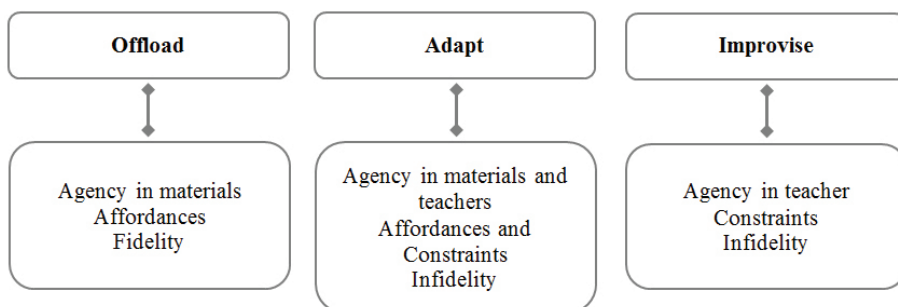 Offload
Adapt
Improvise
Agency in materials
Affordances
Fidelity
Agency in materials and
teachers
Affordances and
Constraints
Infidelity
Agency in teacher
Constraints
Infidelity